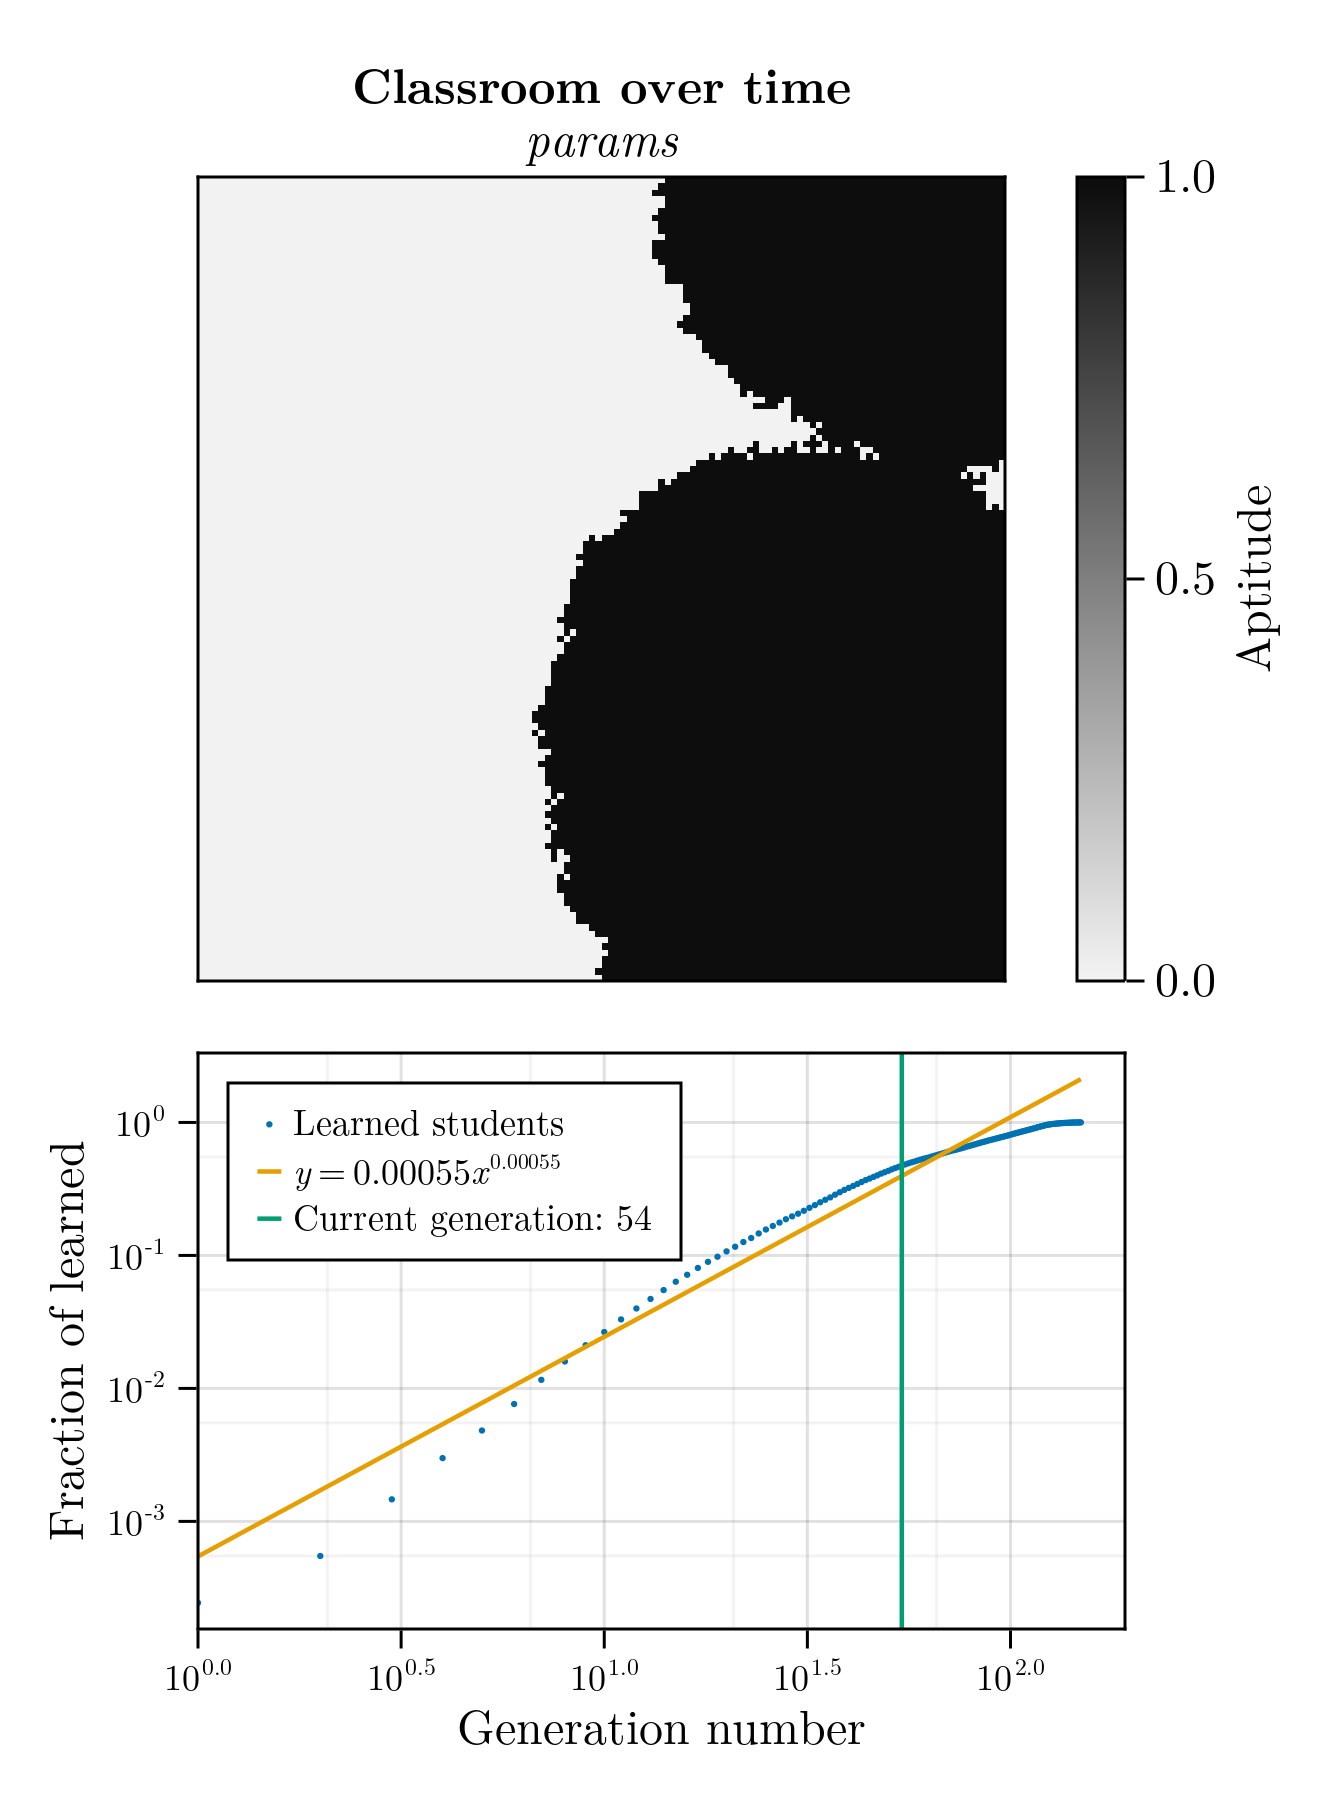 Classroom over time
params
1.0
0.5
0.0
Aptitude
Learned students
y = 0.00055x^0.00055
Current generation: 54
10^0
10^-1
10^-2
10^-3
Fraction of learned
10^0.0 10^0.5 10^1.0 10^1.5 10^2.0
Generation number